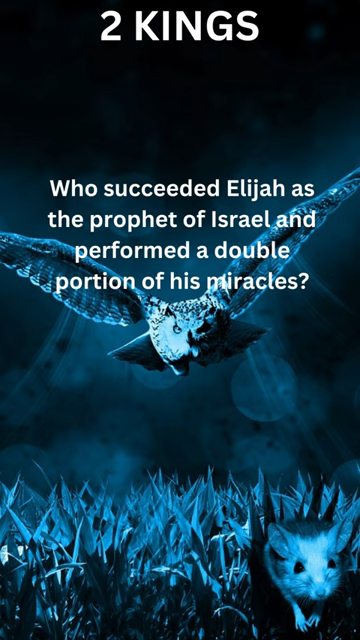 2 KINGS
Who succeeded Elijah as
the prophet of Israel and
performed a double
portion of his miracles?